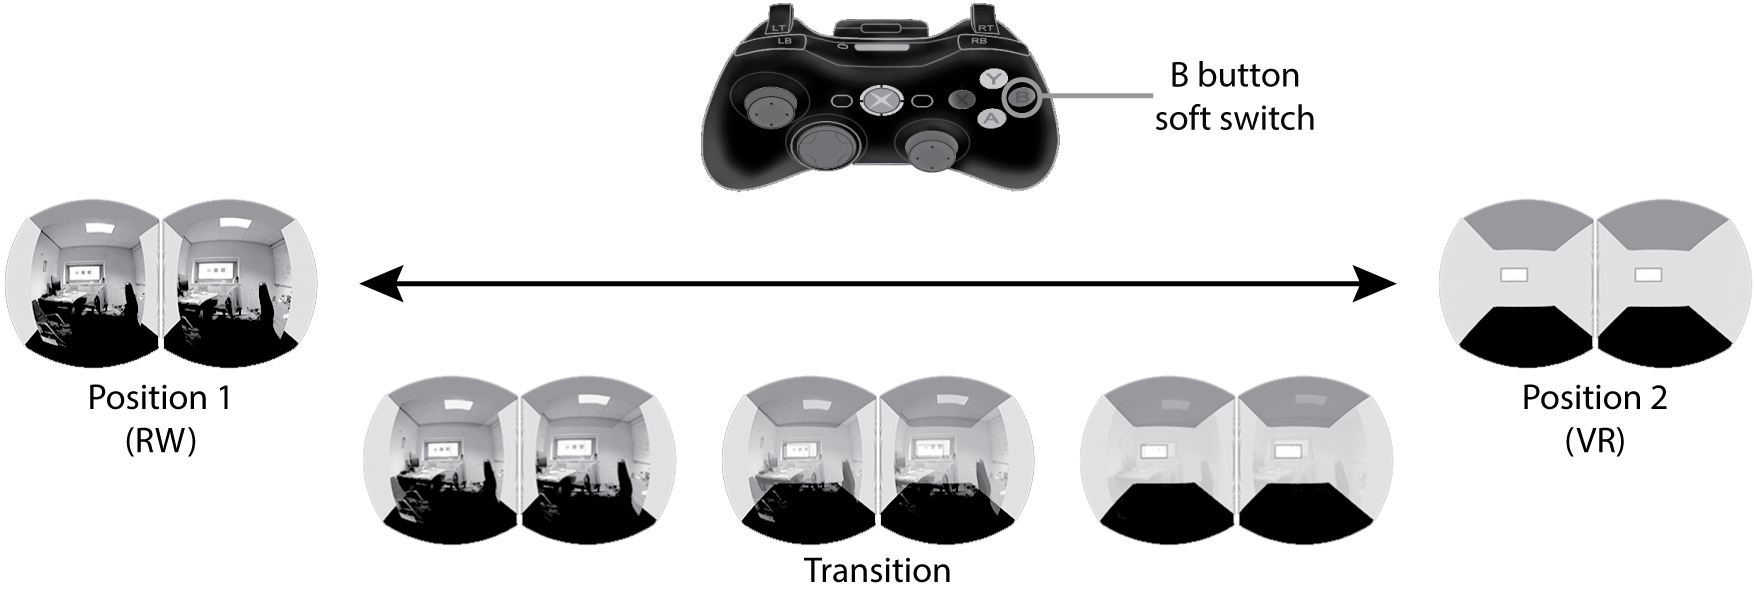 LT
RT
LB
RB
Y
X
B
A
X
B button
soft switch
Position 1
(RW)
Position 2
(VR)
Transition